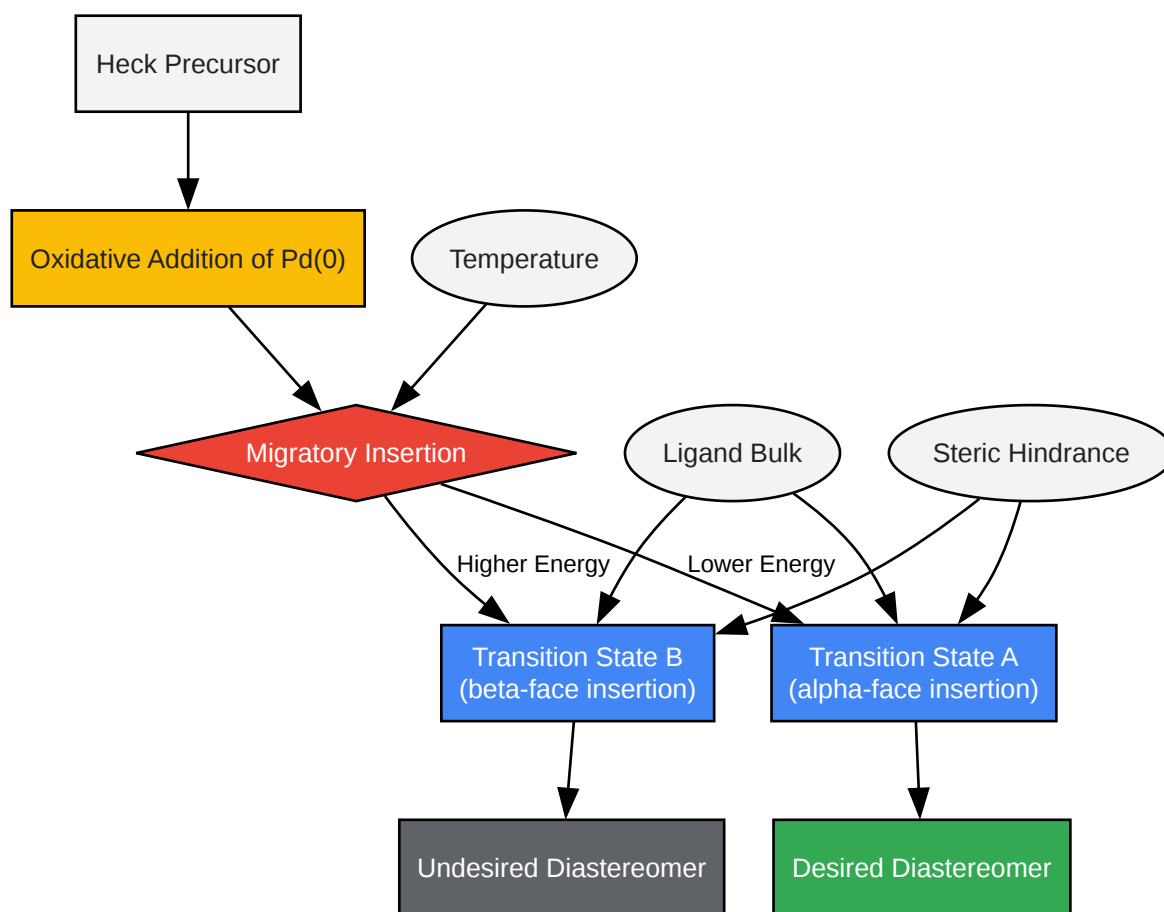 Heck Precursor
Oxidative Addition of Pd(0)
Temperature
Migratory Insertion
Ligand Bulk
Steric Hindrance
Higher Energy
Lower Energy
Transition State B
(beta-face insertion)
Transition State A
(alpha-face insertion)
Undesired Diastereomer
Desired Diastereomer